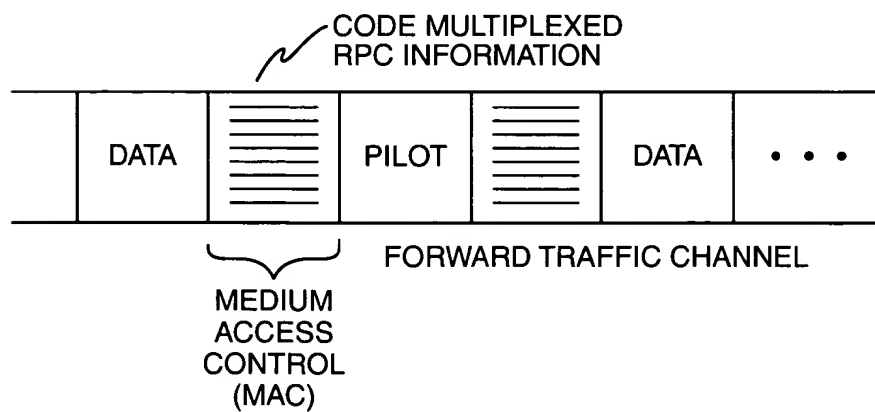 CODE MULTIPLEXED
RPC INFORMATION
DATA
PILOT
DATA
• • •
FORWARD TRAFFIC CHANNEL
MEDIUM
ACCESS
CONTROL
(MAC)